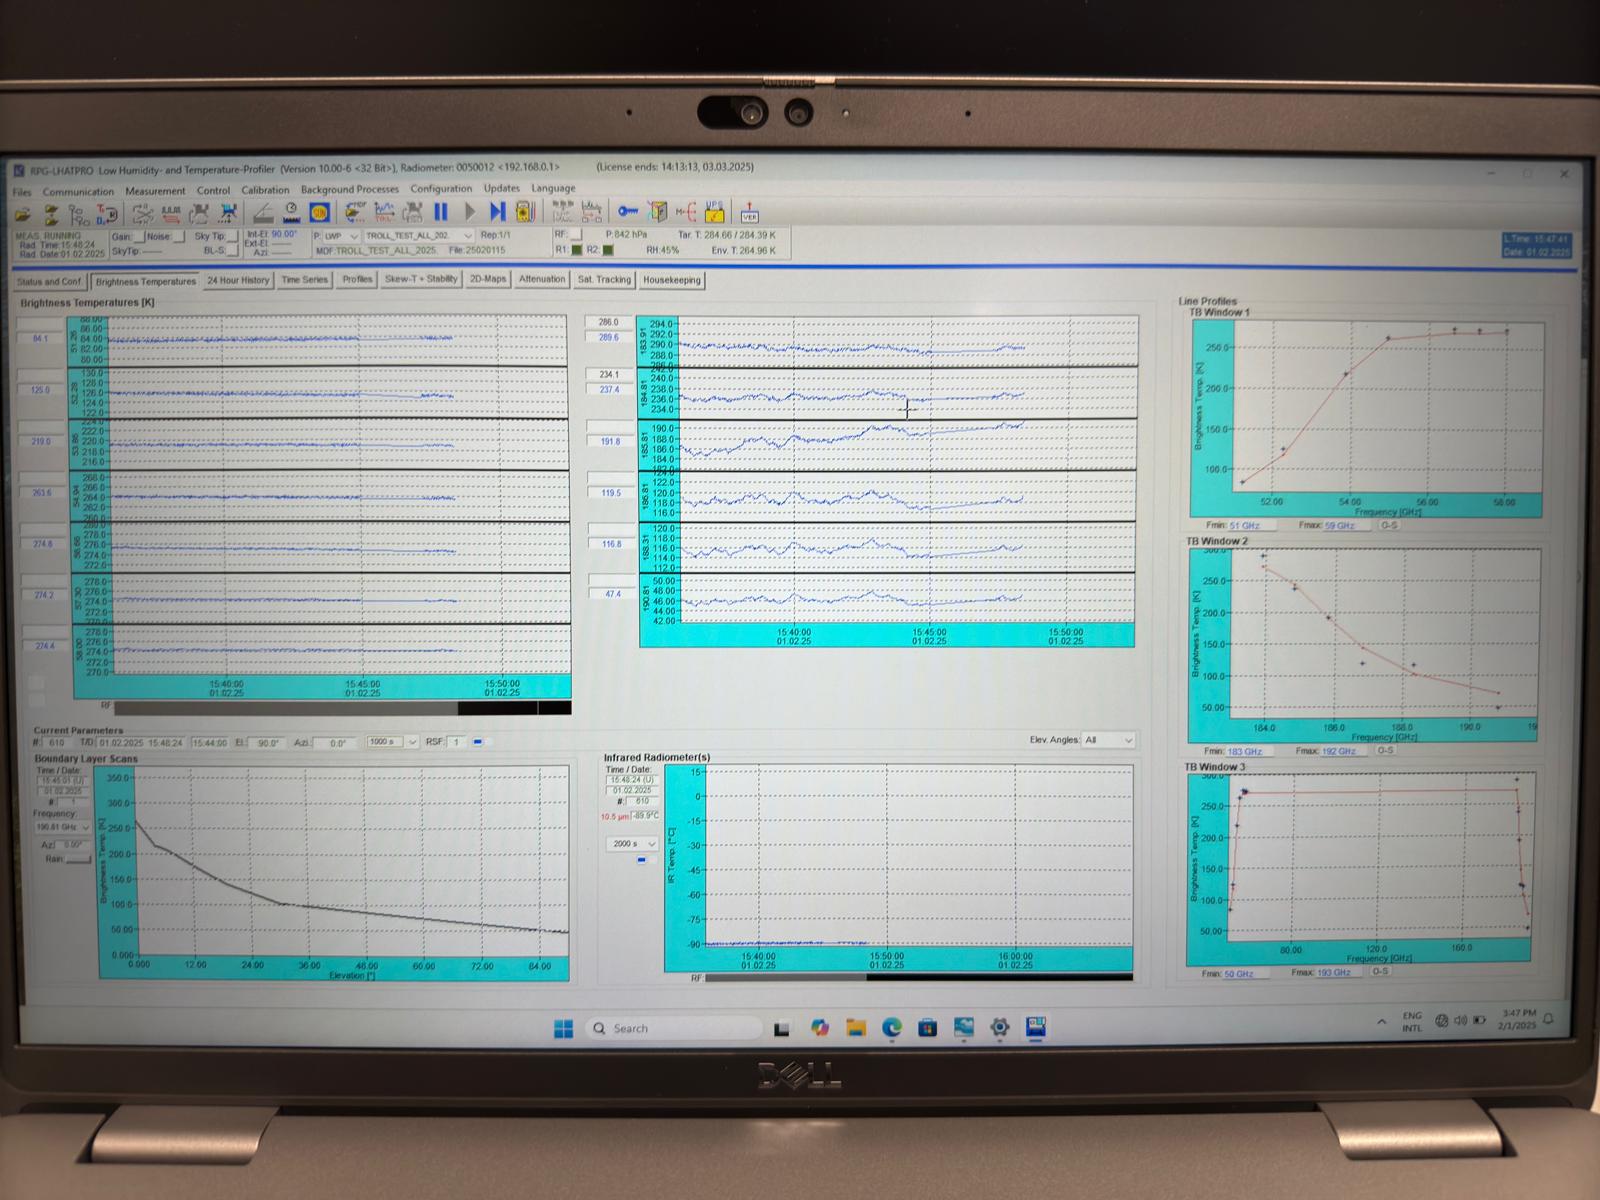 RPG-LHATPRO Low Humidity- and Temperature-Profiler (Version 10.00-6 <32 Bit>), Radiometer: 0050012 <192.168.0.1> (License ends: 14:13:13, 03.03.2025)
Files Communication Measurement Control Calibration Background Processes Configuration Updates Language
MEAS. RUNNING
Rad. Time:15:48:24
Rad. Date:01.02.2025
Gain: Noise: Sky Tip:
SkyTip:----- BL-S:
Int-El: 90.00°
Ext-El: -----
Azi: -----
P: LWP TROLL_TEST_ALL_202. Rep:1/1
MDF:TROLL_TEST_ALL_2025. File:25020115
RF: P:842 hPa Tar. T: 284.66 / 284.39 K
R1: R2: RH:45% Env. T: 264.96 K
L.Time: 15:47:41
Date: 01.02.2025
Status and Conf. Brightness Temperatures 24 Hour History Time Series Profiles Skew-T + Stability 2D-Maps Attenuation Sat. Tracking Housekeeping
Brightness Temperatures [K]
84.1
51.26
88.00
86.00
84.00
82.00
80.00
125.0
52.28
130.0
128.0
126.0
124.0
122.0
219.0
53.86
224.0
222.0
220.0
218.0
216.0
263.6
54.94
268.0
266.0
264.0
262.0
260.0
274.8
56.66
280.0
278.0
276.0
274.0
272.0
274.2
57.30
278.0
276.0
274.0
272.0
270.0
274.4
58.00
278.0
276.0
274.0
272.0
270.0
15:40:00 15:45:00 15:50:00
01.02.25 01.02.25 01.02.25
RF:
286.0
289.6
183.91
294.0
292.0
290.0
288.0
286.0
234.1
237.4
184.81
242.0
240.0
238.0
236.0
234.0
191.8
185.81
190.0
188.0
186.0
184.0
182.0
119.5
186.81
124.0
122.0
120.0
118.0
116.0
116.8
188.31
120.0
118.0
116.0
114.0
112.0
47.4
190.81
50.00
48.00
46.00
44.00
42.00
15:40:00 15:45:00 15:50:00
01.02.25 01.02.25 01.02.25
Line Profiles
TB Window 1
Brightness Temp. [K]
250.0
200.0
150.0
100.0
52.00 54.00 56.00 58.00
Frequency [GHz]
Fmin: 51 GHz Fmax: 59 GHz O-S
TB Window 2
Brightness Temp. [K]
300.0
250.0
200.0
150.0
100.0
50.00
184.0 186.0 188.0 190.0 19
Frequency [GHz]
Fmin: 183 GHz Fmax: 192 GHz O-S
TB Window 3
Brightness Temp. [K]
300.0
250.0
200.0
150.0
100.0
50.00
80.00 120.0 160.0
Frequency [GHz]
Fmin: 50 GHz Fmax: 193 GHz O-S
Current Parameters
#: 610 T/D: 01.02.2025 15:48:24 15:44:00 El.: 90.0° Azi.: 0.0° 1000 s RSF: 1
Elev. Angles: All
Boundary Layer Scans
Time / Date:
15:45:01 (U)
01.02.2025
#: 1
Frequency:
190.81 GHz
Az: 0.00°
Rain:
Brightness Temp. [K]
350.0
300.0
250.0
200.0
150.0
100.0
50.00
0.000
0.000 12.00 24.00 36.00 48.00 60.00 72.00 84.00
Elevation [°]
Infrared Radiometer(s)
Time / Date:
15:48:24 (U)
01.02.2025
#: 610
10.5 µm -89.9°C
2000 s
IR Temp. [°C]
15
0
-15
-30
-45
-60
-75
-90
15:40:00 15:50:00 16:00:00
01.02.25 01.02.25 01.02.25
RF:
Search
ENG
INTL
3:47 PM
2/1/2025
DELL